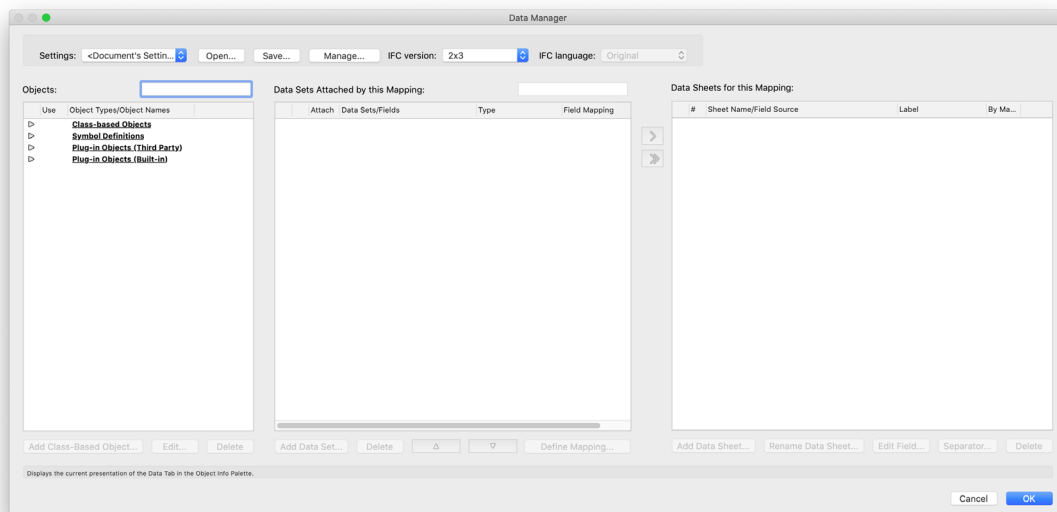 Data Manager
Settings: <Document's Settin... Open... Save... Manage... IFC version: 2x3 IFC language: Original
Objects: Data Sets Attached by this Mapping: Data Sheets for this Mapping:
Use Object Types/Object Names Attach Data Sets/Fields Type Field Mapping # Sheet Name/Field Source Label By Ma...
Class-based Objects
Symbol Definitions
Plug-in Objects (Third Party)
Plug-in Objects (Built-in)
Add Class-Based Object... Edit... Delete Add Data Set... Delete Define Mapping... Add Data Sheet... Rename Data Sheet... Edit Field... Separator... Delete
Displays the current presentation of the Data Tab in the Object Info Palette.
Cancel OK